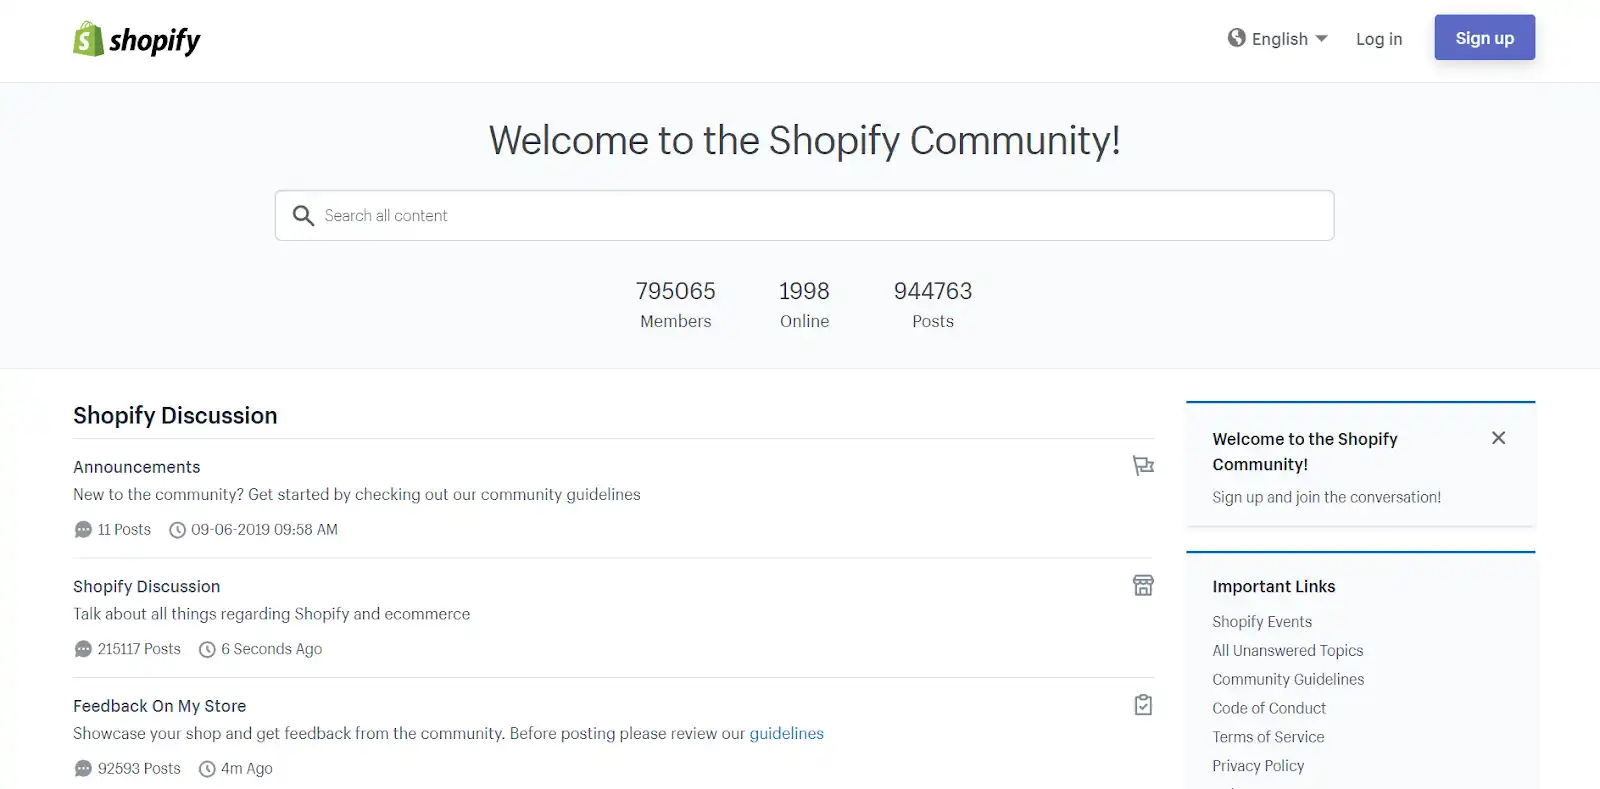 shopify
English
Log in
Sign up
Welcome to the Shopify Community!
Search all content
795065
Members
1998
Online
944763
Posts
Shopify Discussion
Announcements
New to the community? Get started by checking out our community guidelines
11 Posts
09-06-2019 09:58 AM
Shopify Discussion
Talk about all things regarding Shopify and ecommerce
215117 Posts
6 Seconds Ago
Feedback On My Store
Showcase your shop and get feedback from the community. Before posting please review our guidelines
92593 Posts
4m Ago
Welcome to the Shopify
Community!
Sign up and join the conversation!
Important Links
Shopify Events
All Unanswered Topics
Community Guidelines
Code of Conduct
Terms of Service
Privacy Policy